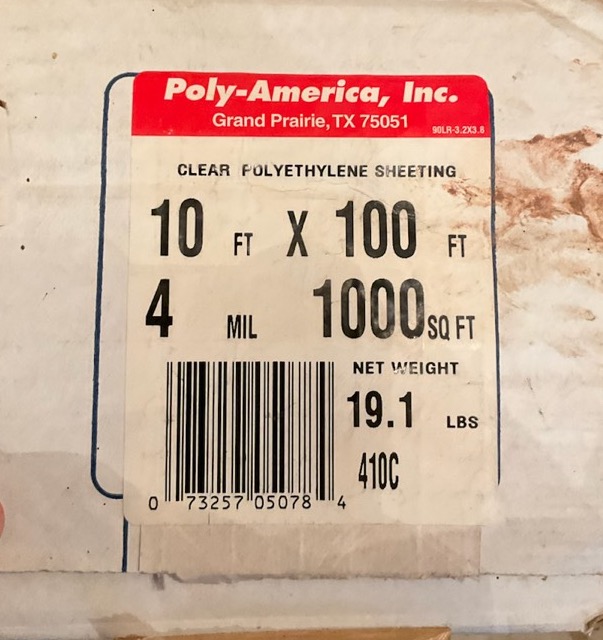 Poly-America, Inc.
Grand Prairie, TX 75051
90LR-3.2X3.8
CLEAR POLYETHYLENE SHEETING
10 FT X 100 FT
4 MIL 1000 SQ FT
NET WEIGHT
19.1 LBS
410C
0 73257 05078 4